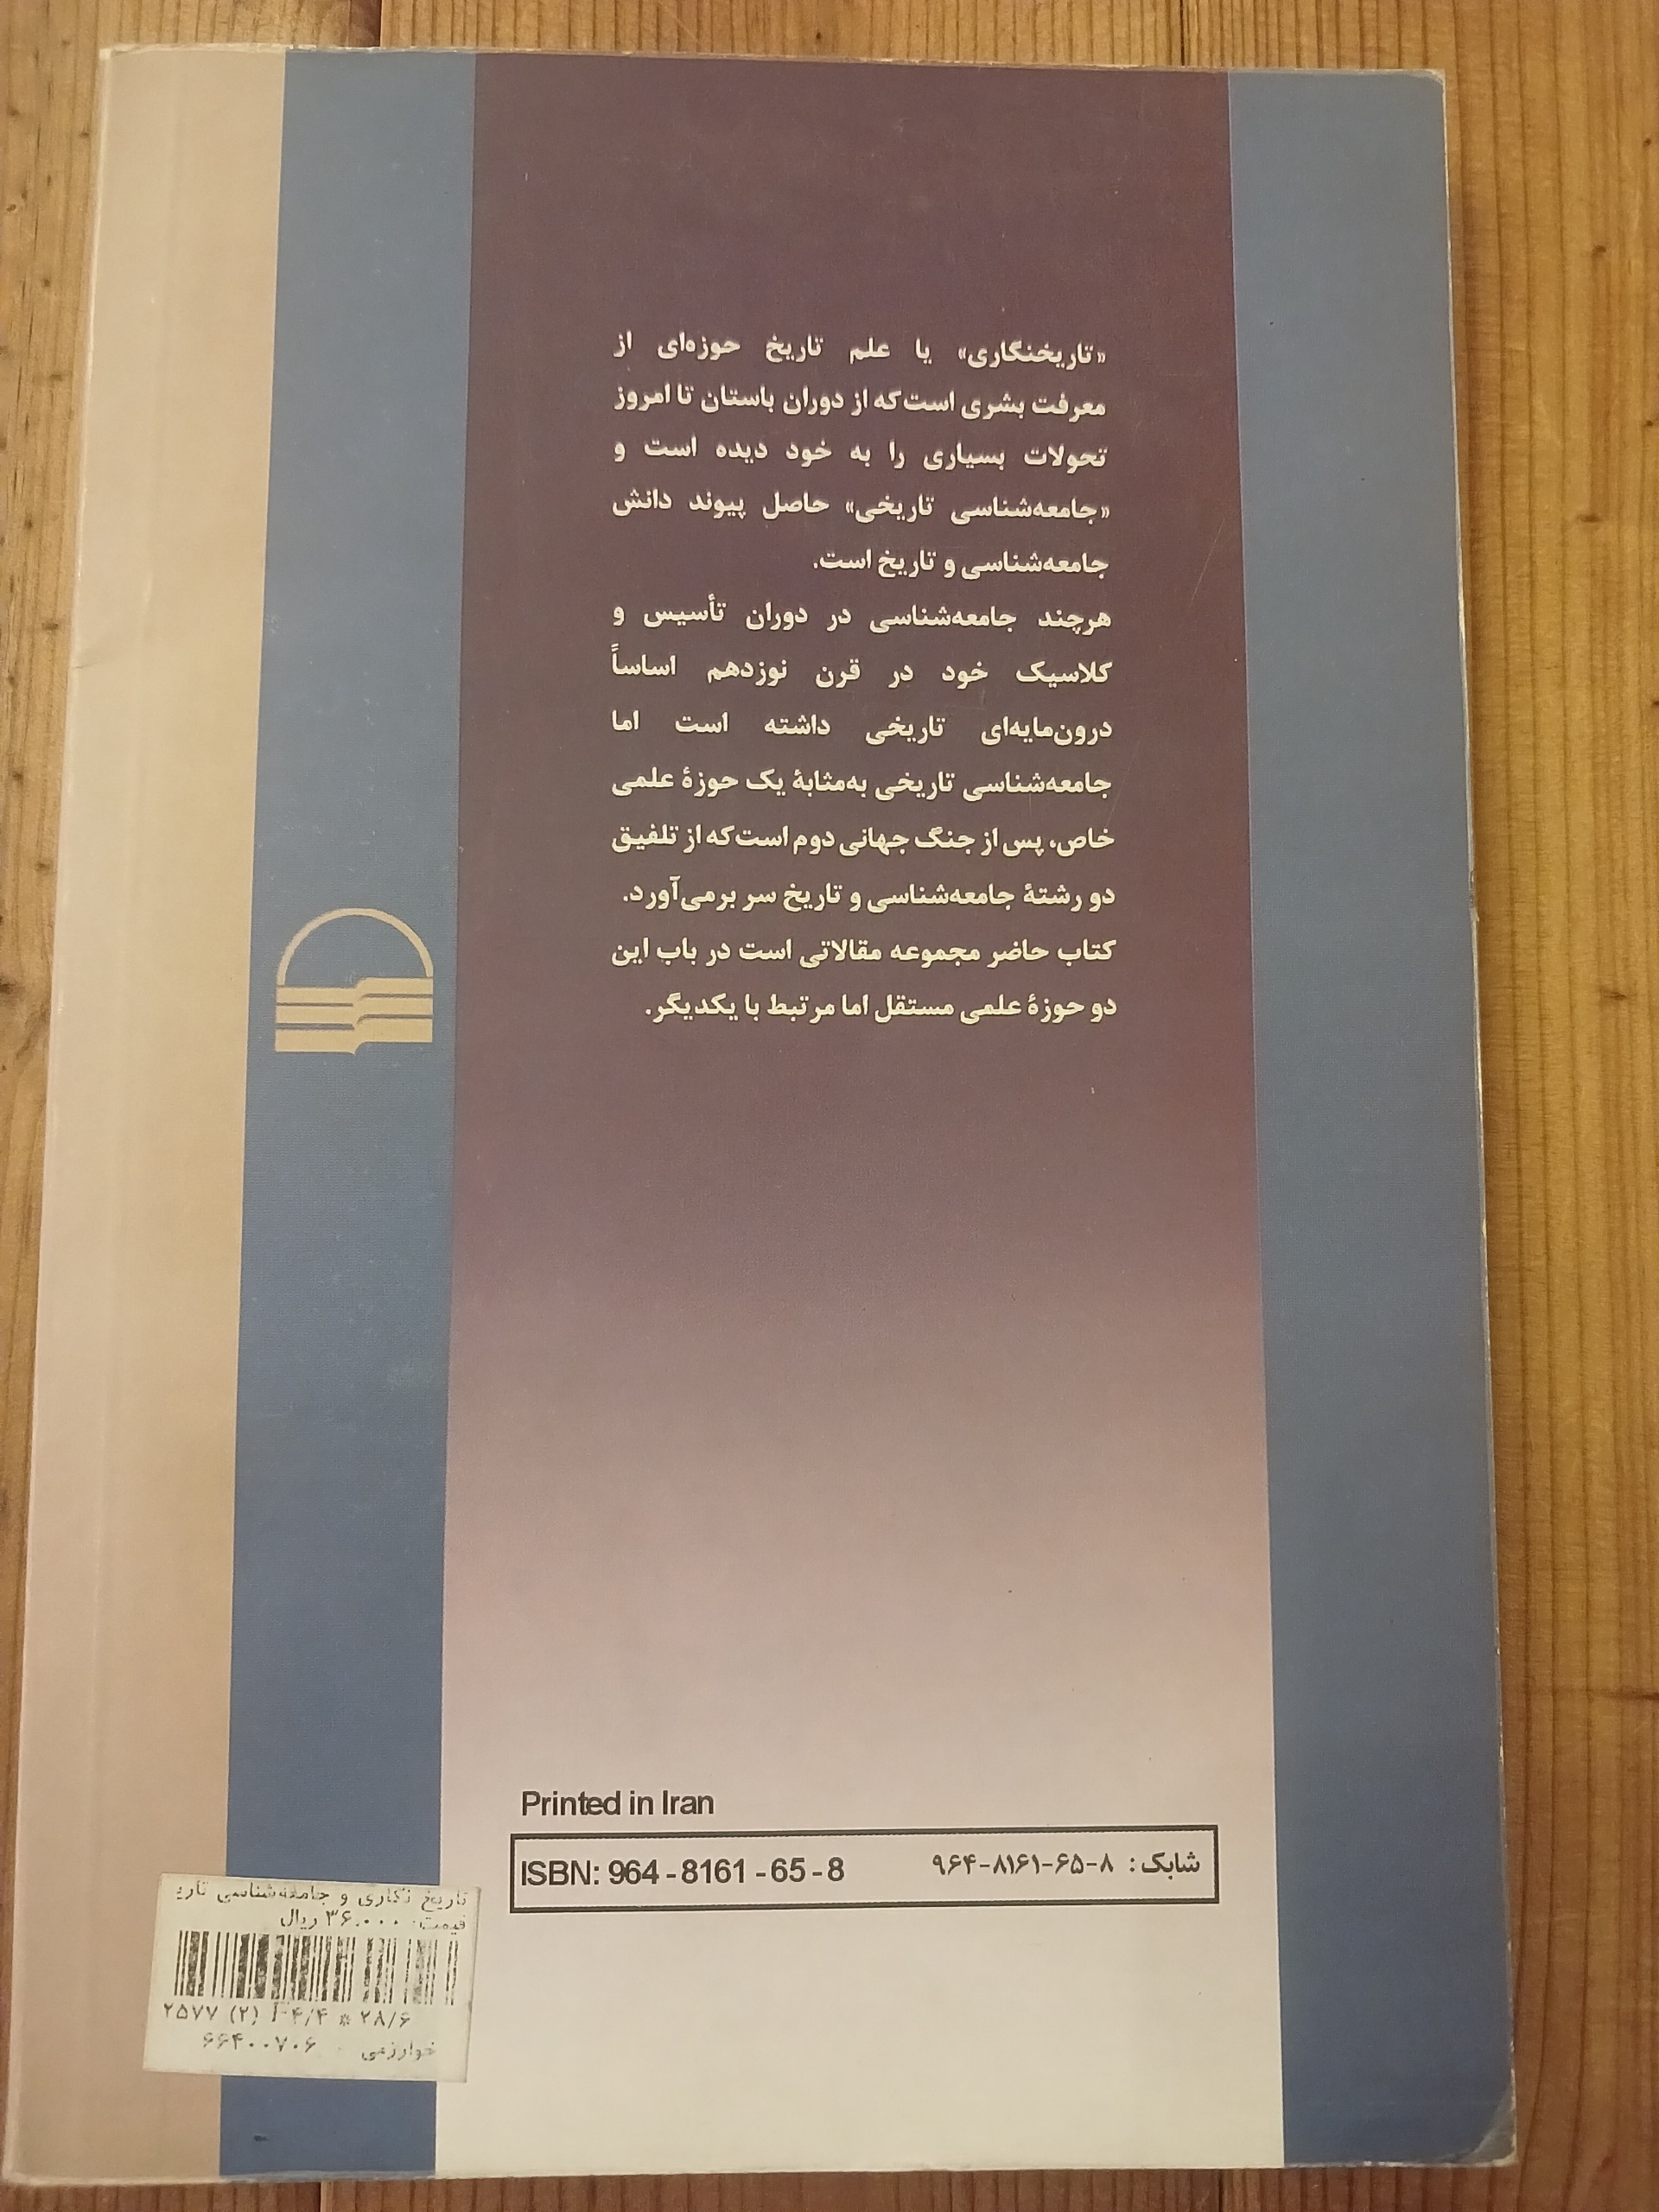 «تاریخنگاری» یا علم تاریخ حوزه‌ای از
معرفت بشری است که از دوران باستان تا امروز
تحولات بسیاری را به خود دیده است و
«جامعه‌شناسی تاریخی» حاصل پیوند دانش
جامعه‌شناسی و تاریخ است.
هرچند جامعه‌شناسی در دوران تأسیس و
کلاسیک خود در قرن نوزدهم اساساً
درون‌مایه‌ای تاریخی داشته است اما
جامعه‌شناسی تاریخی به‌مثابهٔ یک حوزهٔ علمی
خاص، پس از جنگ جهانی دوم است که از تلفیق
دو رشتهٔ جامعه‌شناسی و تاریخ سر برمی‌آورد.
کتاب حاضر مجموعه مقالاتی است در باب این
دو حوزهٔ علمی مستقل اما مرتبط با یکدیگر.
Printed in Iran
شابک: ۹۶۴-۸۱۶۱-۶۵-۸
ISBN: 964 - 8161 - 65 - 8
تاریخ نگاری و جامعه‌شناسی تاری
قیمت: ۳۶.۰۰۰ ریال
۲۵۷۷ (۲) ۴/۴ * ۲۸/۶
خوارزمی ۶۶۴۰۰۷۰۶